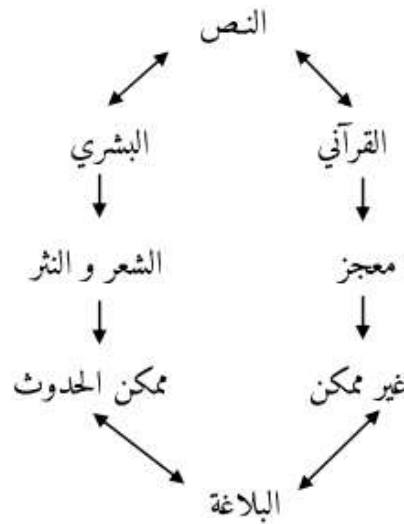 النص
القرآني
البشري
معجز
الشعر و النثر
غير ممكن
ممكن الحدوث
البلاغة